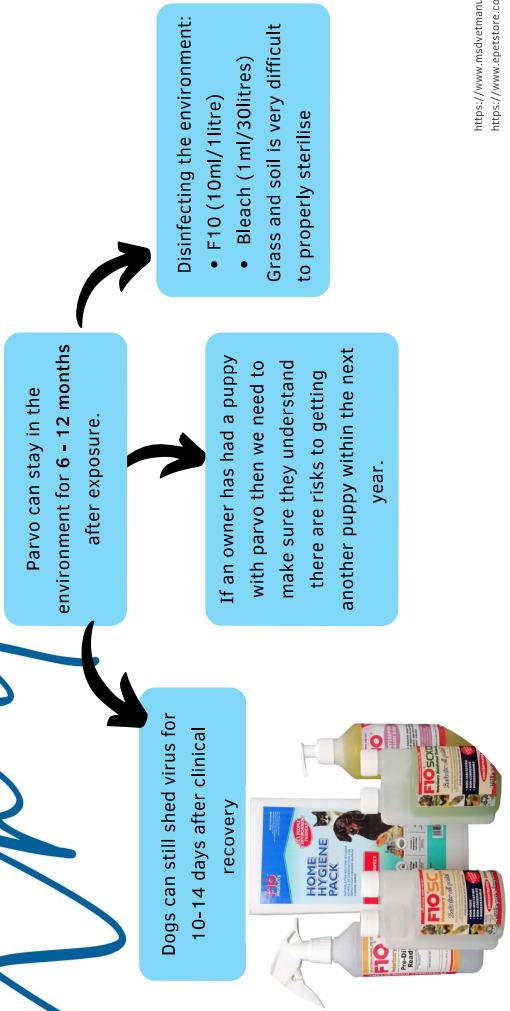 Parvo can stay in the
environment for 6 - 12 months
after exposure.
Dogs can still shed virus for
10-14 days after clinical
recovery
If an owner has had a puppy
with parvo then we need to
make sure they understand
there are risks to getting
another puppy within the next
year.
Disinfecting the environment:
• F10 (10ml/1litre)
• Bleach (1ml/30litres)
Grass and soil is very difficult
to properly sterilise
HOME
HYGIENE
PACK
F10
F10SC
F10SCXD
https://www.msdvetmanu
https://www.epetstore.co